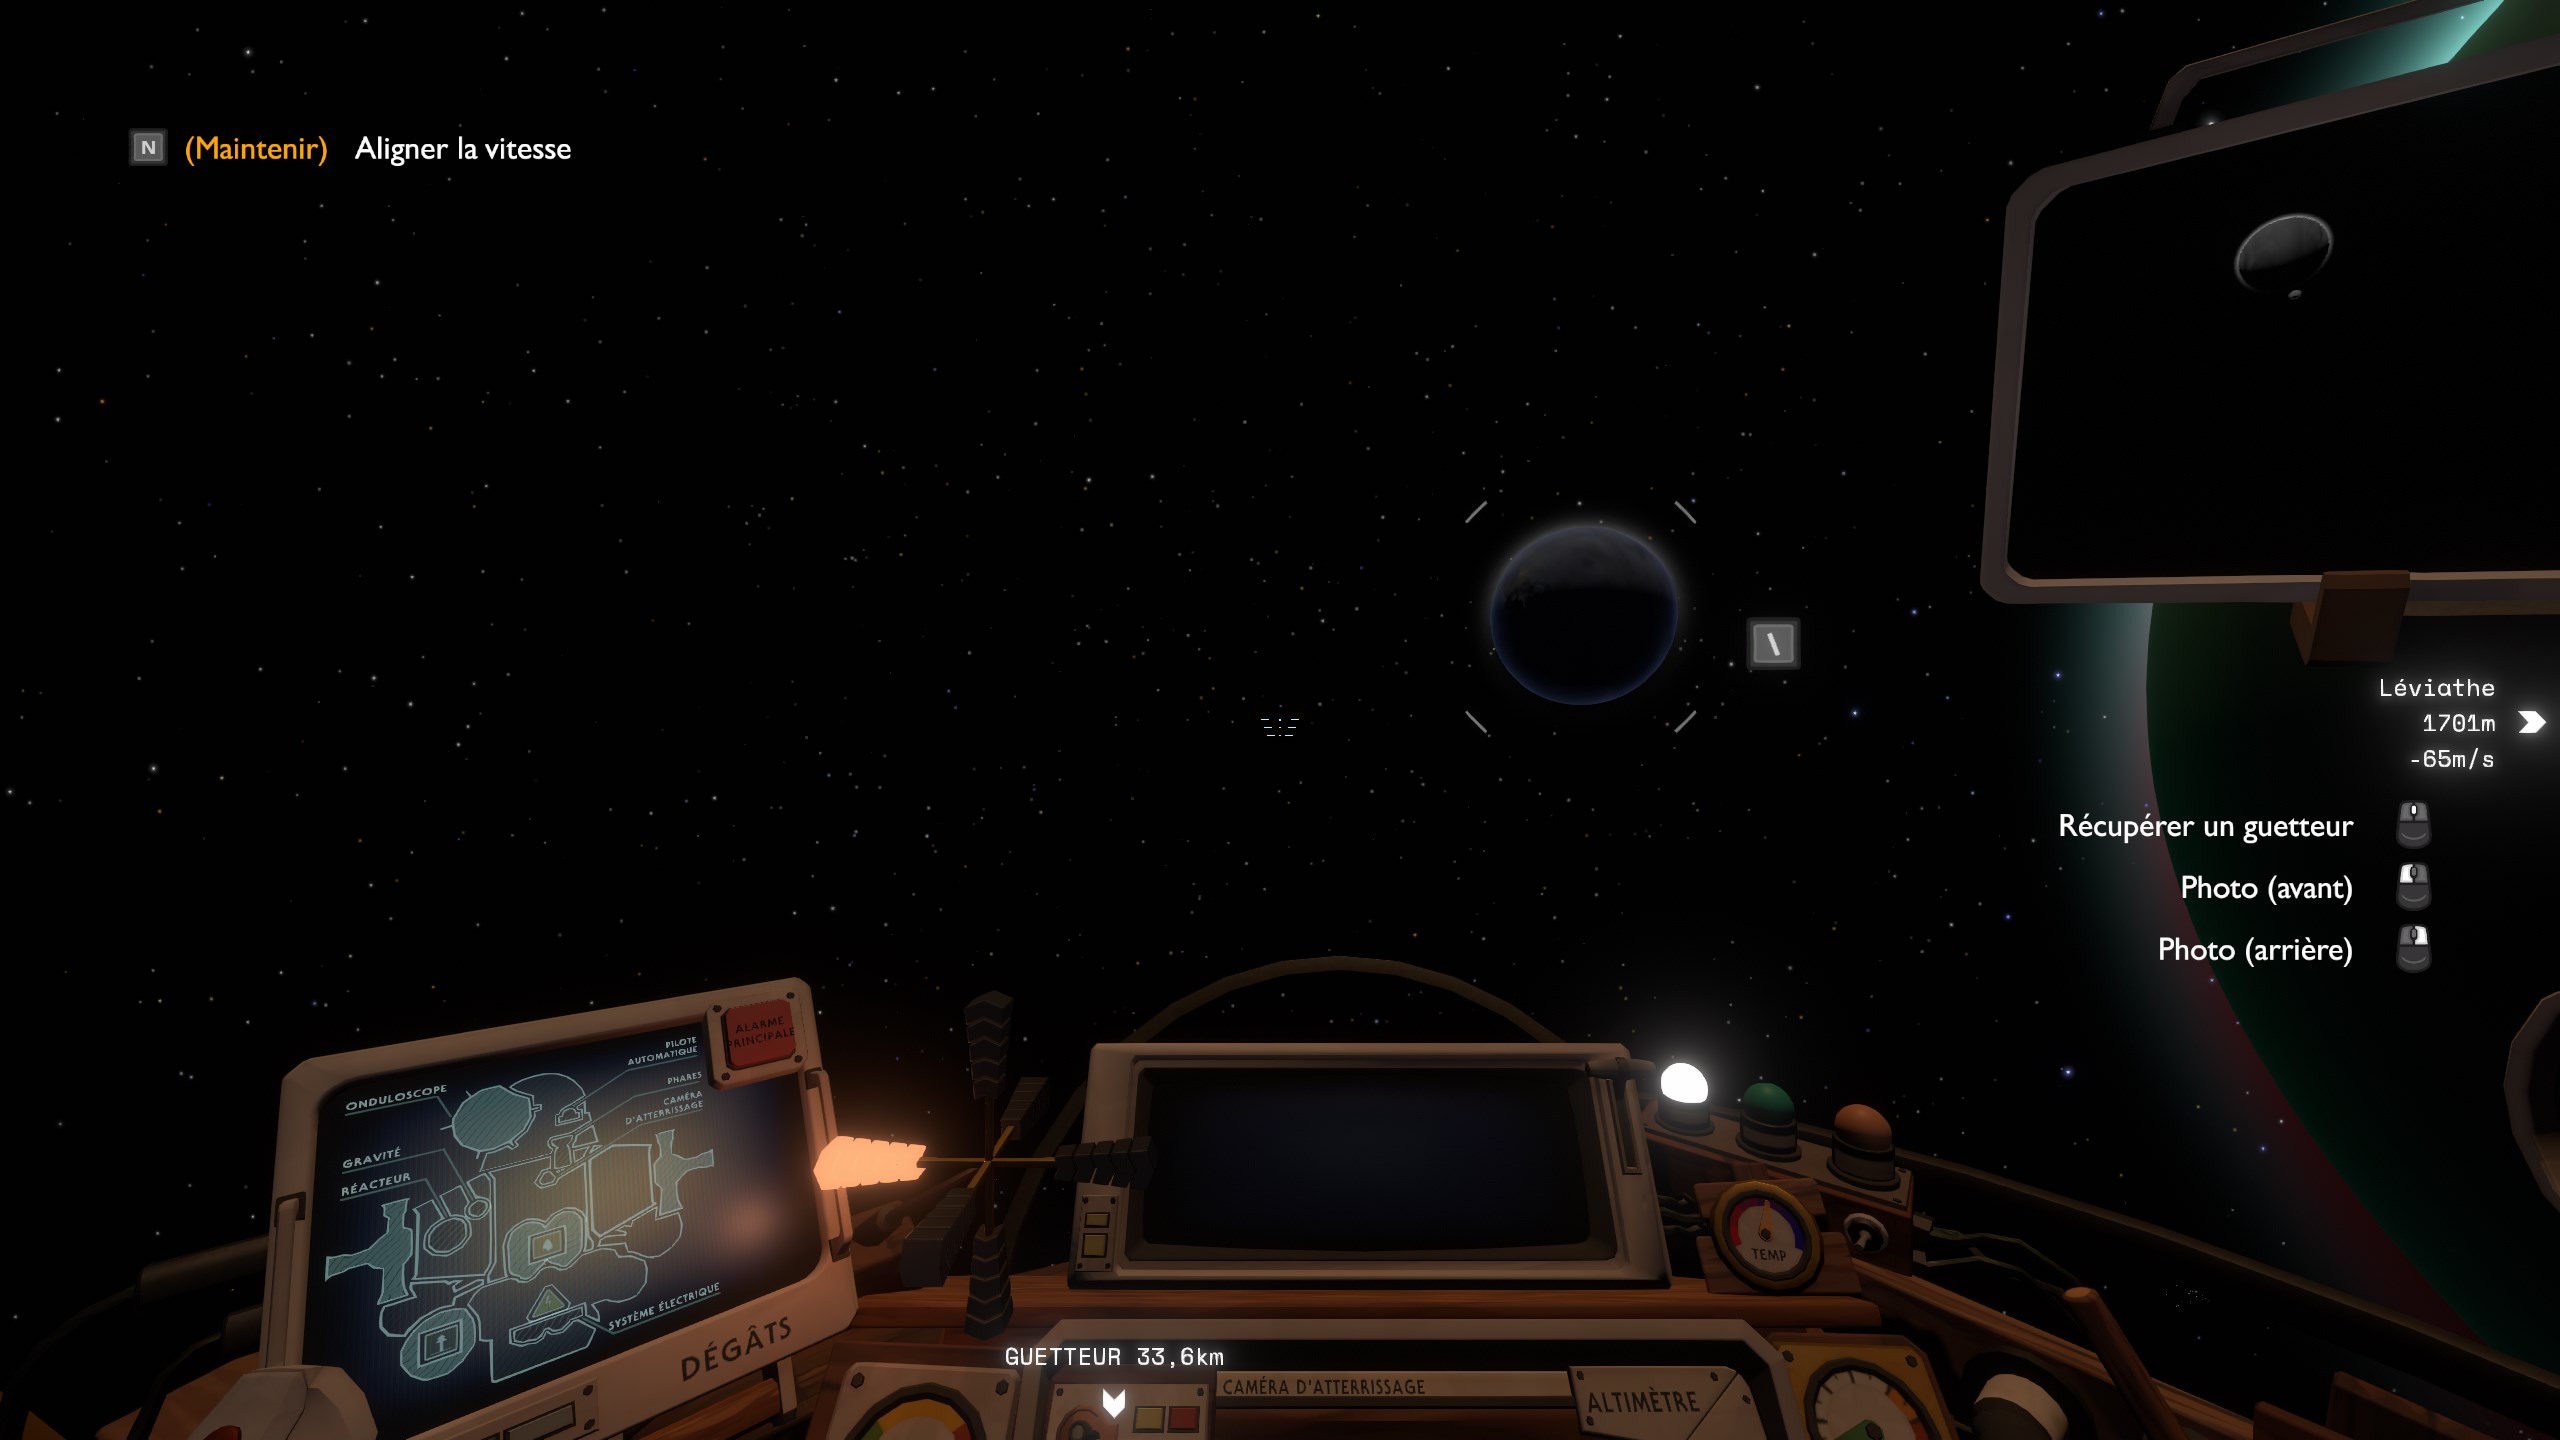 N (Maintenir) Aligner la vitesse
\
Léviathe
1701m
-65m/s
Récupérer un guetteur
Photo (avant)
Photo (arrière)
ALARME
PRINCIPALE
PILOTE
AUTOMATIQUE
PHARES
CAMÉRA
D'ATTERRISSAGE
ONDULOSCOPE
GRAVITÉ
RÉACTEUR
SYSTÈME ÉLECTRIQUE
DÉGÂTS
TEMP
GUETTEUR 33,6km
CAMÉRA D'ATTERRISSAGE
ALTIMÈTRE